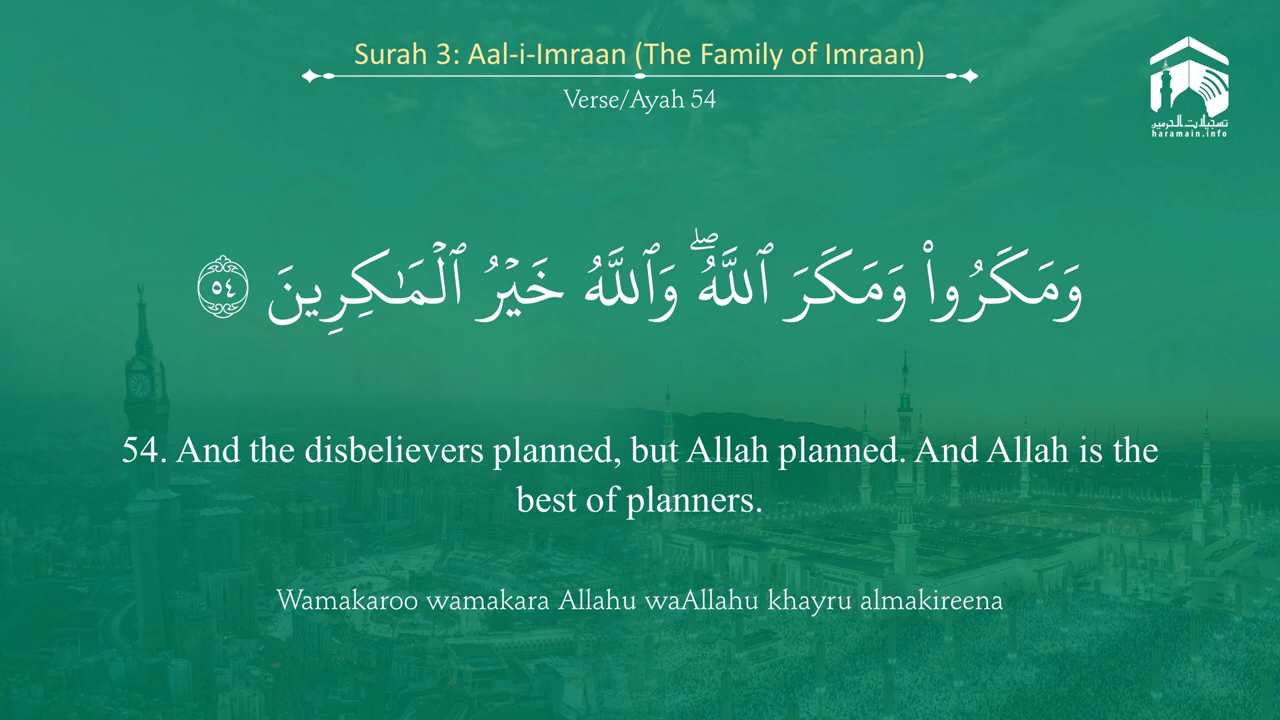 Surah 3: Aal-i-Imraan (The Family of Imraan)
Verse/Ayah 54
تسجيلات الحرمين
haramain.info
وَمَكَرُوا۟ وَمَكَرَ ٱللَّهُ ۖ وَٱللَّهُ خَيْرُ ٱلْمَـٰكِرِينَ ٥٤
54. And the disbelievers planned, but Allah planned. And Allah is the
best of planners.
Wamakaroo wamakara Allahu waAllahu khayru almakireena